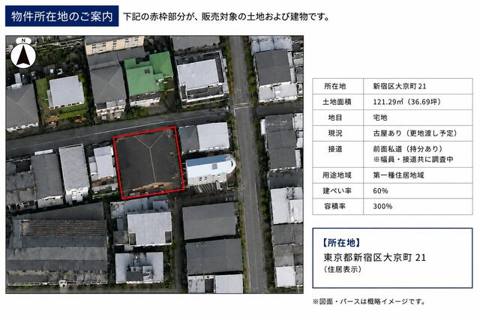 物件所在地のご案内
下記の赤枠部分が、販売対象の土地および建物です。
N
所在地 新宿区大京町21
土地面積 121.29㎡（36.69坪）
地目 宅地
現況 古屋あり（更地渡し予定）
接道 前面私道（持分あり）
※幅員・接道共に調査中
用途地域 第一種住居地域
建ぺい率 60%
容積率 300%
【所在地】
東京都新宿区大京町 21
（住居表示）
※図面・パースは概略イメージです。